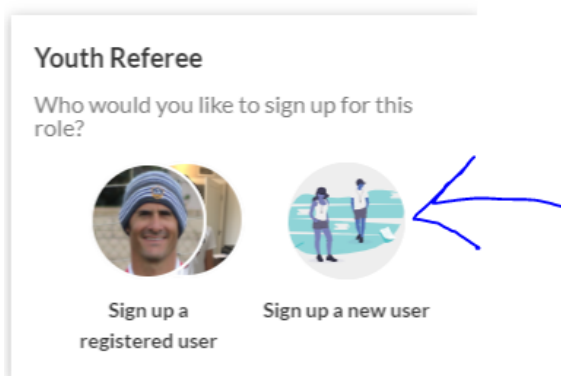 Youth Referee
Who would you like to sign up for this
role?
Sign up a
registered user
Sign up a new user